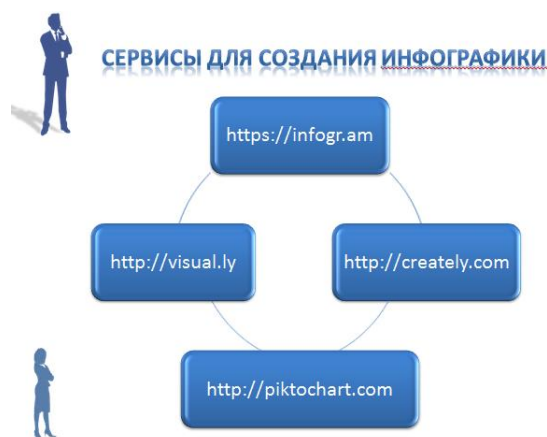 СЕРВИСЫ ДЛЯ СОЗДАНИЯ ИНФОГРАФИКИ
https://infogr.am
http://visual.ly
http://creately.com
http://piktochart.com